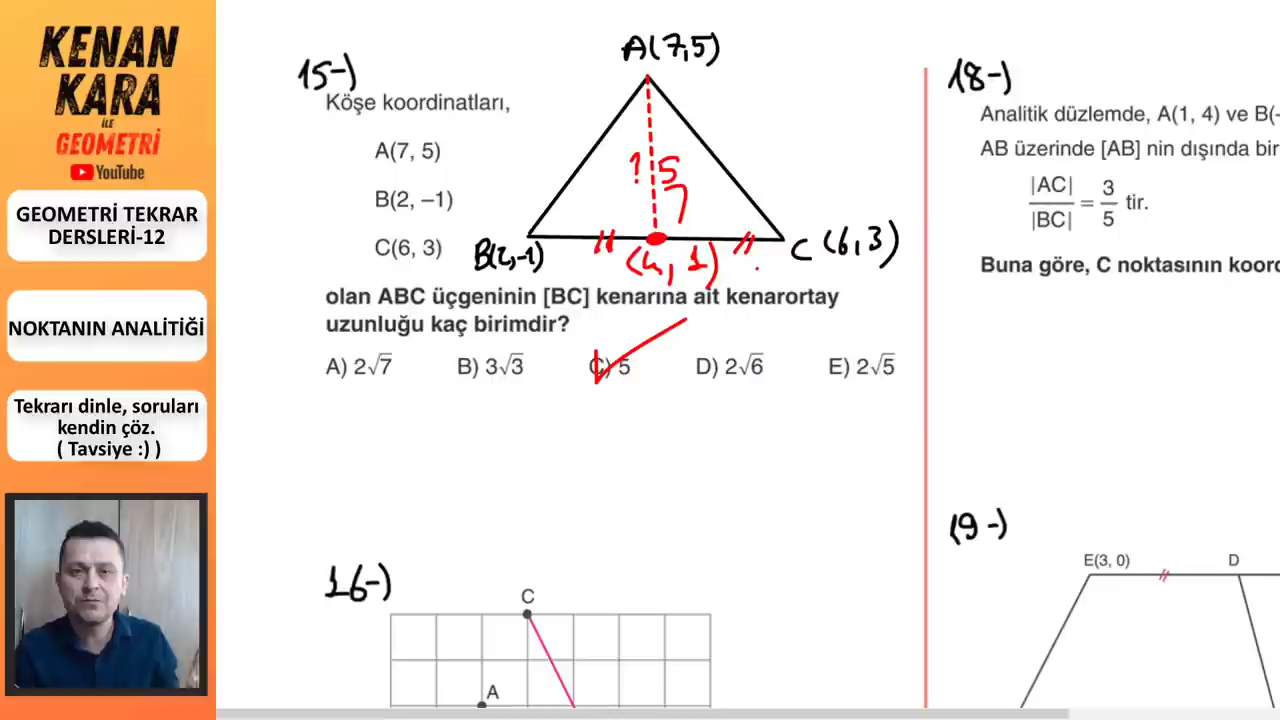 KENAN
KARA
İLE
GEOMETRİ
YouTube
GEOMETRİ TEKRAR
DERSLERİ-12
NOKTANIN ANALİTİĞİ
Tekrarı dinle, soruları
kendin çöz.
( Tavsiye :) )
15-)
Köşe koordinatları,
A(7, 5)
B(2, –1)
C(6, 3)
A(7,5)
? 5
B(2,-1)
(4, 1)
C (6,3)
olan ABC üçgeninin [BC] kenarına ait kenarortay
uzunluğu kaç birimdir?
A) 2√7 B) 3√3 C) 5 D) 2√6 E) 2√5
16-)
C
A
18-)
Analitik düzlemde, A(1, 4) ve B(-
AB üzerinde [AB] nin dışında bir
|AC|/|BC| = 3/5 tir.
Buna göre, C noktasının koord
19-)
E(3, 0) D